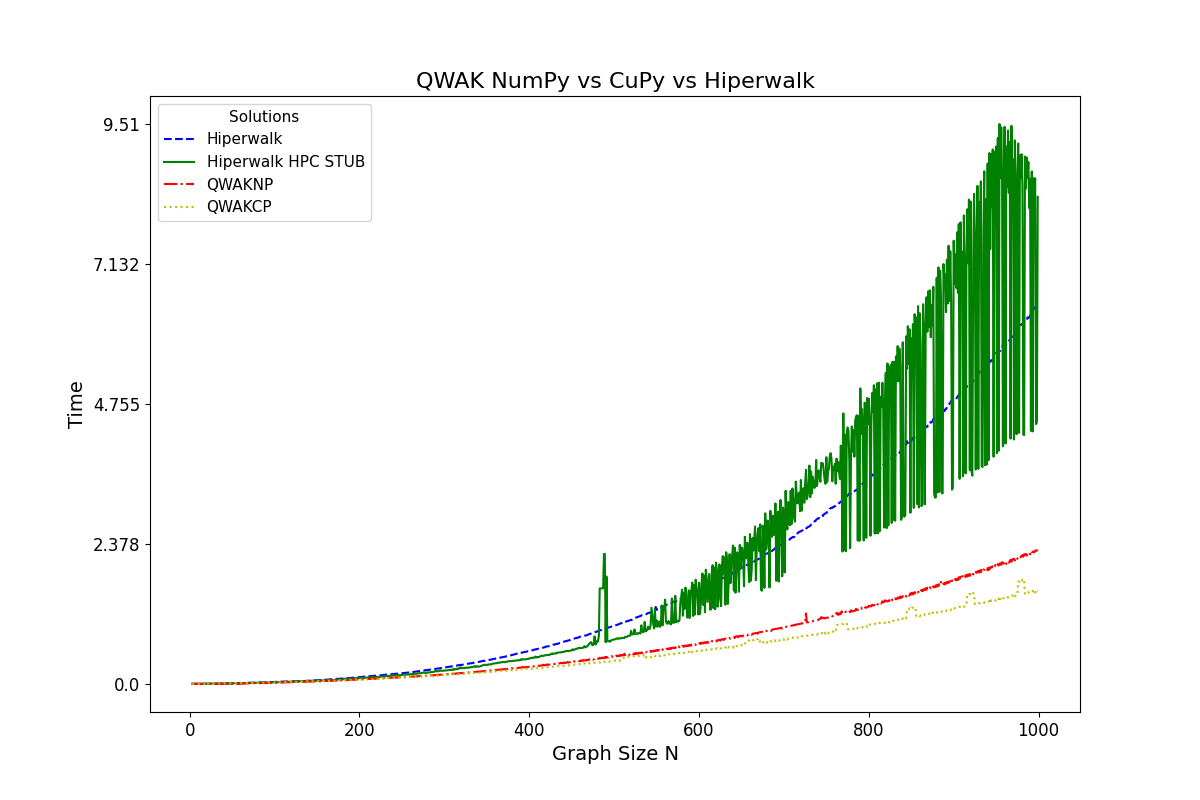 QWAK NumPy vs CuPy vs Hiperwalk
Solutions
Hiperwalk
Hiperwalk HPC STUB
QWAKNP
QWAKCP
9.51
7.132
4.755
2.378
0.0
Time
0 200 400 600 800 1000
Graph Size N